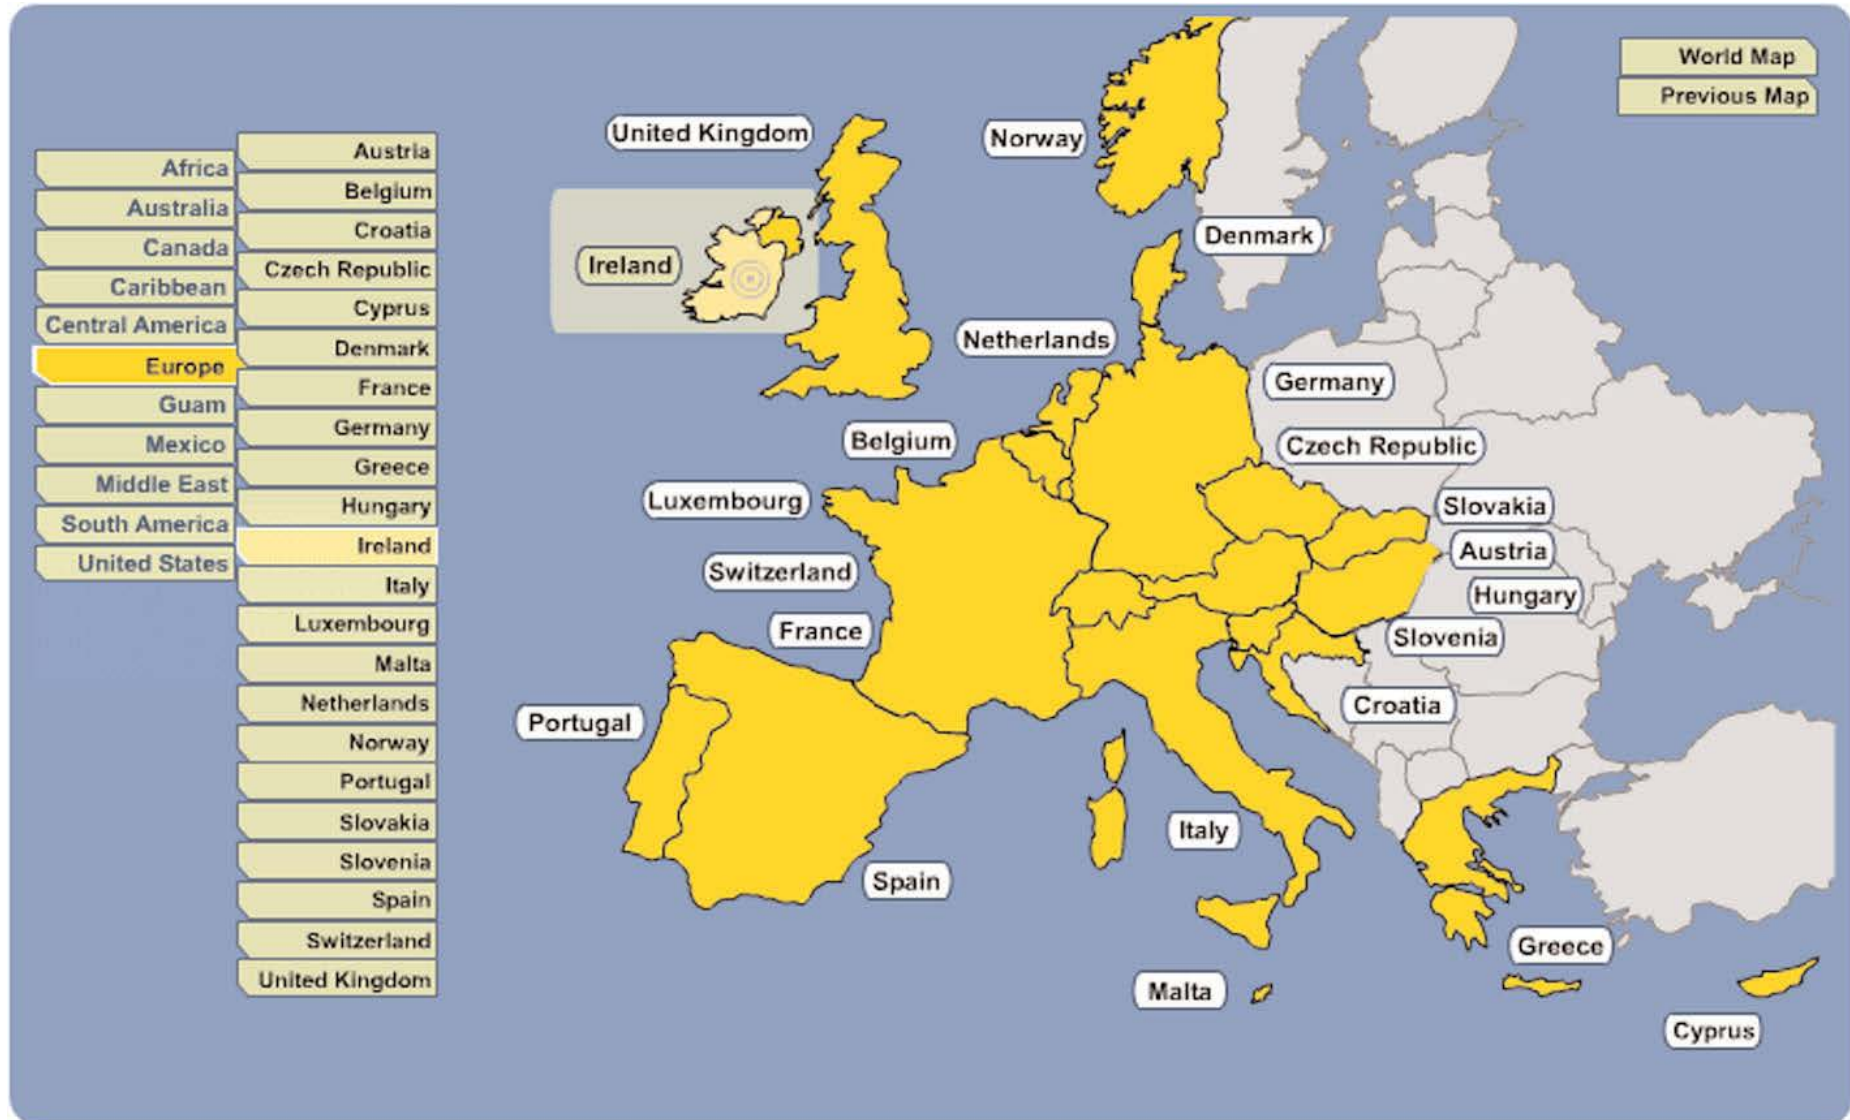 Africa
Australia
Canada
Caribbean
Central America
Europe
Guam
Mexico
Middle East
South America
United States
Austria
Belgium
Croatia
Czech Republic
Cyprus
Denmark
France
Germany
Greece
Hungary
Ireland
Italy
Luxembourg
Malta
Netherlands
Norway
Portugal
Slovakia
Slovenia
Spain
Switzerland
United Kingdom
World Map
Previous Map
United Kingdom
Norway
Denmark
Ireland
Netherlands
Germany
Belgium
Czech Republic
Luxembourg
Slovakia
Austria
Switzerland
Hungary
France
Slovenia
Croatia
Portugal
Italy
Spain
Greece
Malta
Cyprus